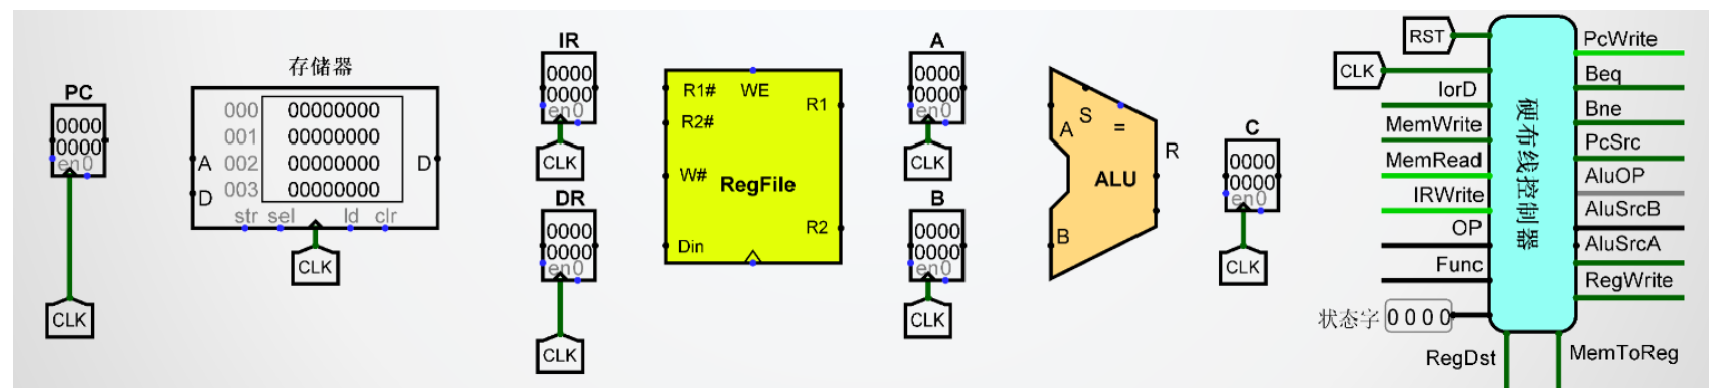 PC
0000
0000
en0
CLK
存储器
000 00000000
001 00000000
002 00000000
003 00000000
A
D
D
str sel ld clr
CLK
IR
0000
0000
en0
CLK
DR
0000
0000
en0
CLK
R1# WE
R1
R2#
W#
RegFile
R2
Din
A
0000
0000
en0
CLK
B
0000
0000
en0
CLK
S
A
=
R
ALU
B
C
0000
0000
en0
CLK
RST
CLK
IorD
MemWrite
MemRead
IRWrite
OP
Func
状态字 0000
硬布线控制器
PcWrite
Beq
Bne
PcSrc
AluOP
AluSrcB
AluSrcA
RegWrite
RegDst
MemToReg